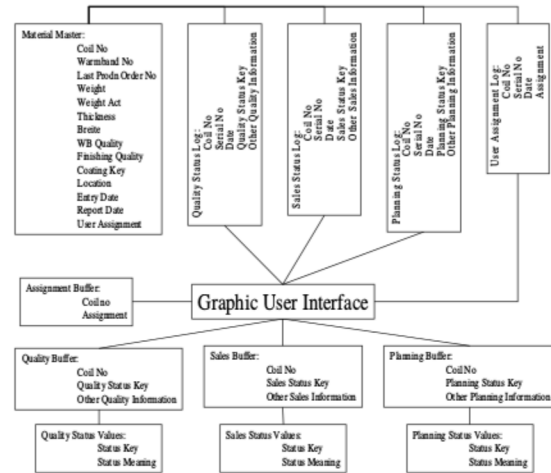 Material Master:
Coil No
Warmband No
Last Prodn Order No
Weight
Weight Act
Thickness
Breite
WB Quality
Finishing Quality
Coating Key
Location
Entry Date
Report Date
User Assignment
Quality Status Log:
Coil No
Serial No
Date
Quality Status Key
Other Quality Information
Sales Status Log:
Coil No
Serial No
Date
Sales Status Key
Other Sales Information
Planning Status Log:
Coil No
Serial No
Date
Planning Status Key
Other Planning Information
User Assignment Log:
Coil No
Serial No
Date
Assignment
Assignment Buffer:
Coil no
Assignment
Graphic User Interface
Quality Buffer:
Coil No
Quality Status Key
Other Quality Information
Sales Buffer:
Coil No
Sales Status Key
Other Sales Information
Planning Buffer:
Coil No
Planning Status Key
Other Planning Information
Quality Status Values:
Status Key
Status Meaning
Sales Status Values:
Status Key
Status Meaning
Planning Status Values:
Status Key
Status Meaning